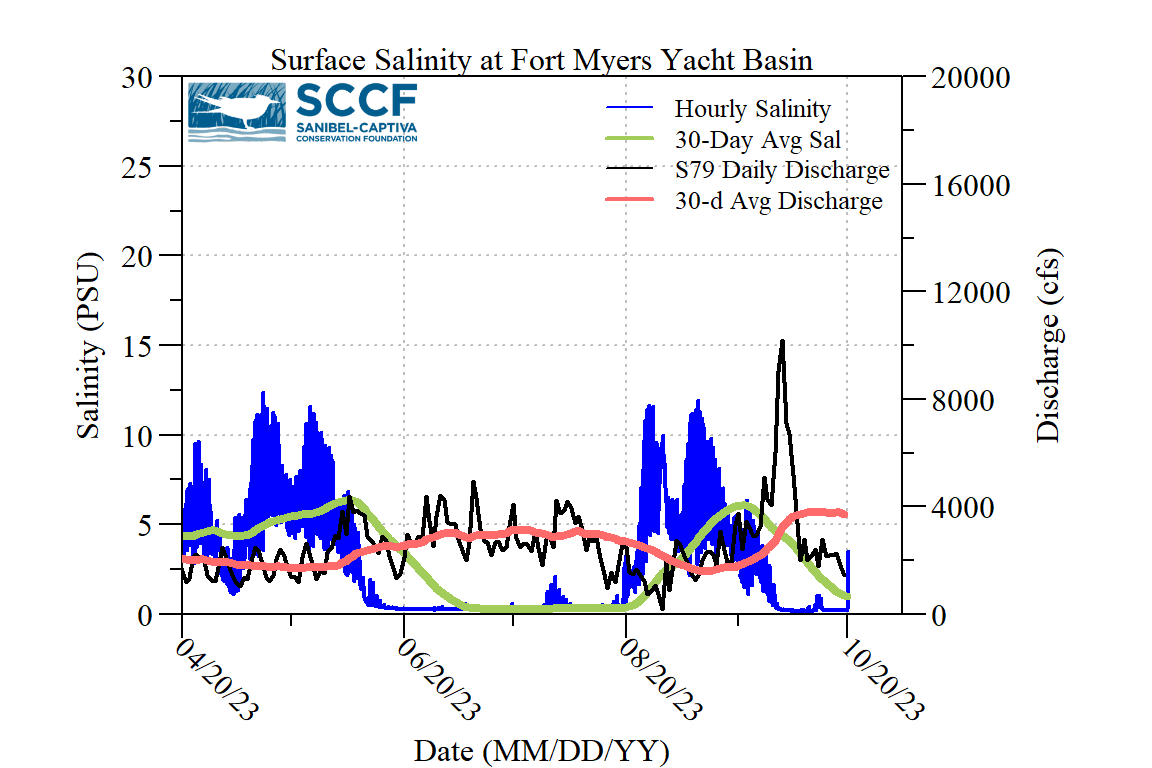 Surface Salinity at Fort Myers Yacht Basin
SCCF
SANIBEL-CAPTIVA
CONSERVATION FOUNDATION
Hourly Salinity
30-Day Avg Sal
S79 Daily Discharge
30-d Avg Discharge
Salinity (PSU)
30
25
20
15
10
5
0
Discharge (cfs)
20000
16000
12000
8000
4000
0
04/20/23
06/20/23
08/20/23
10/20/23
Date (MM/DD/YY)